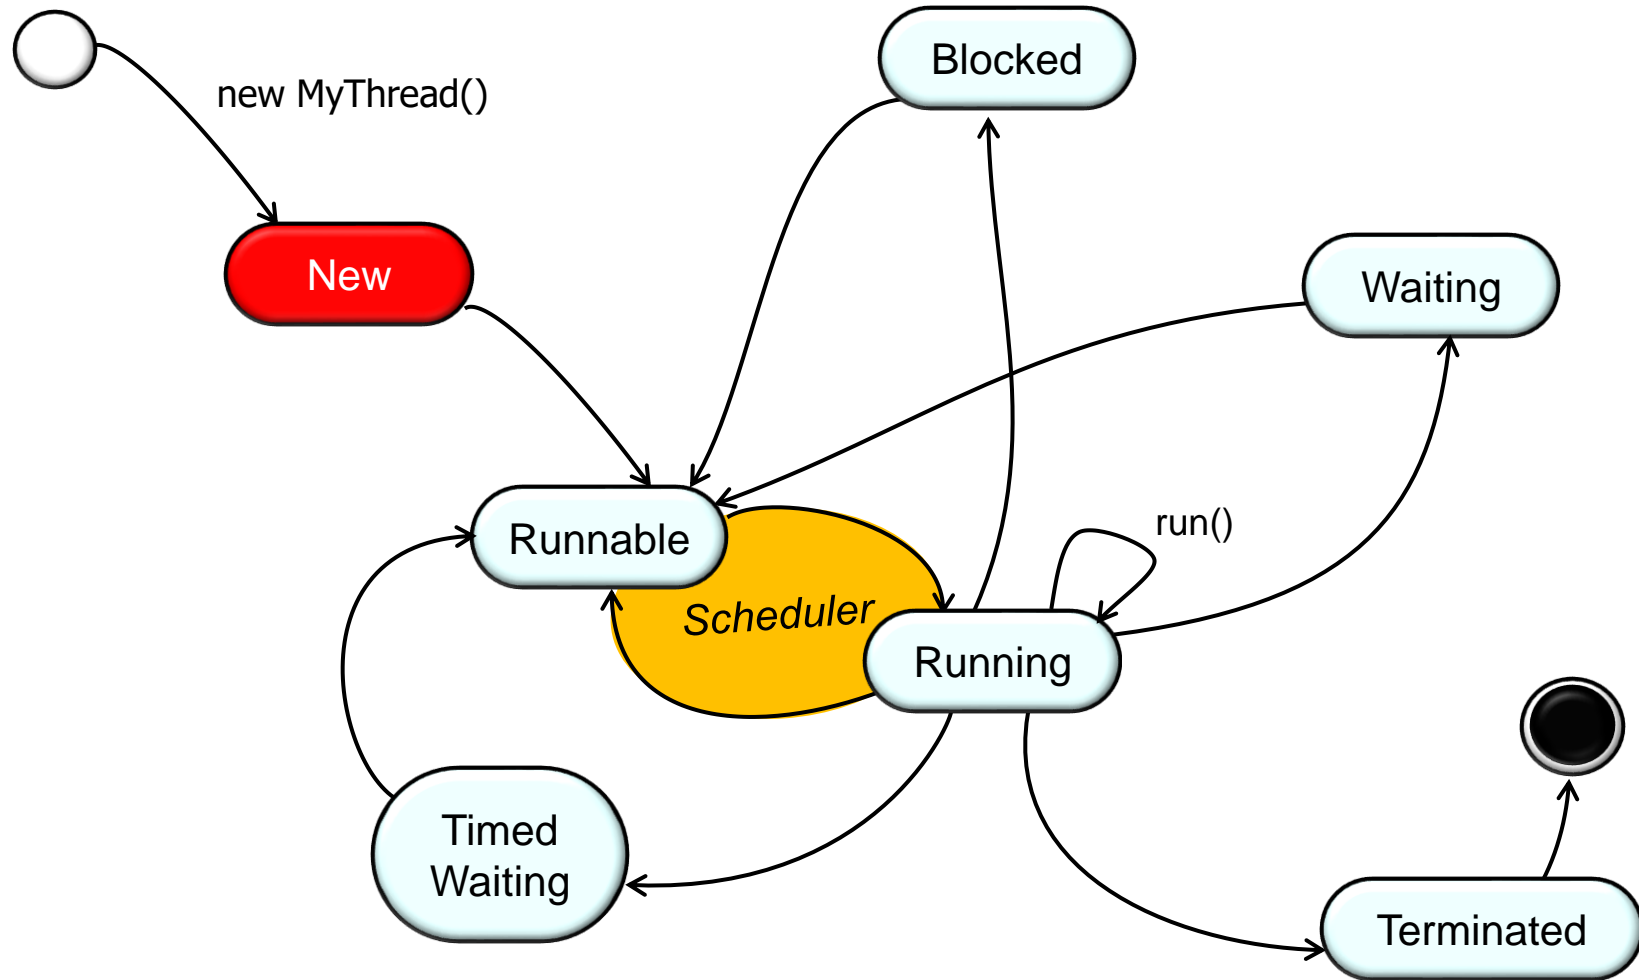 Blocked
new MyThread()
New
Waiting
run()
Runnable
Scheduler
Running
Timed
Waiting
Terminated